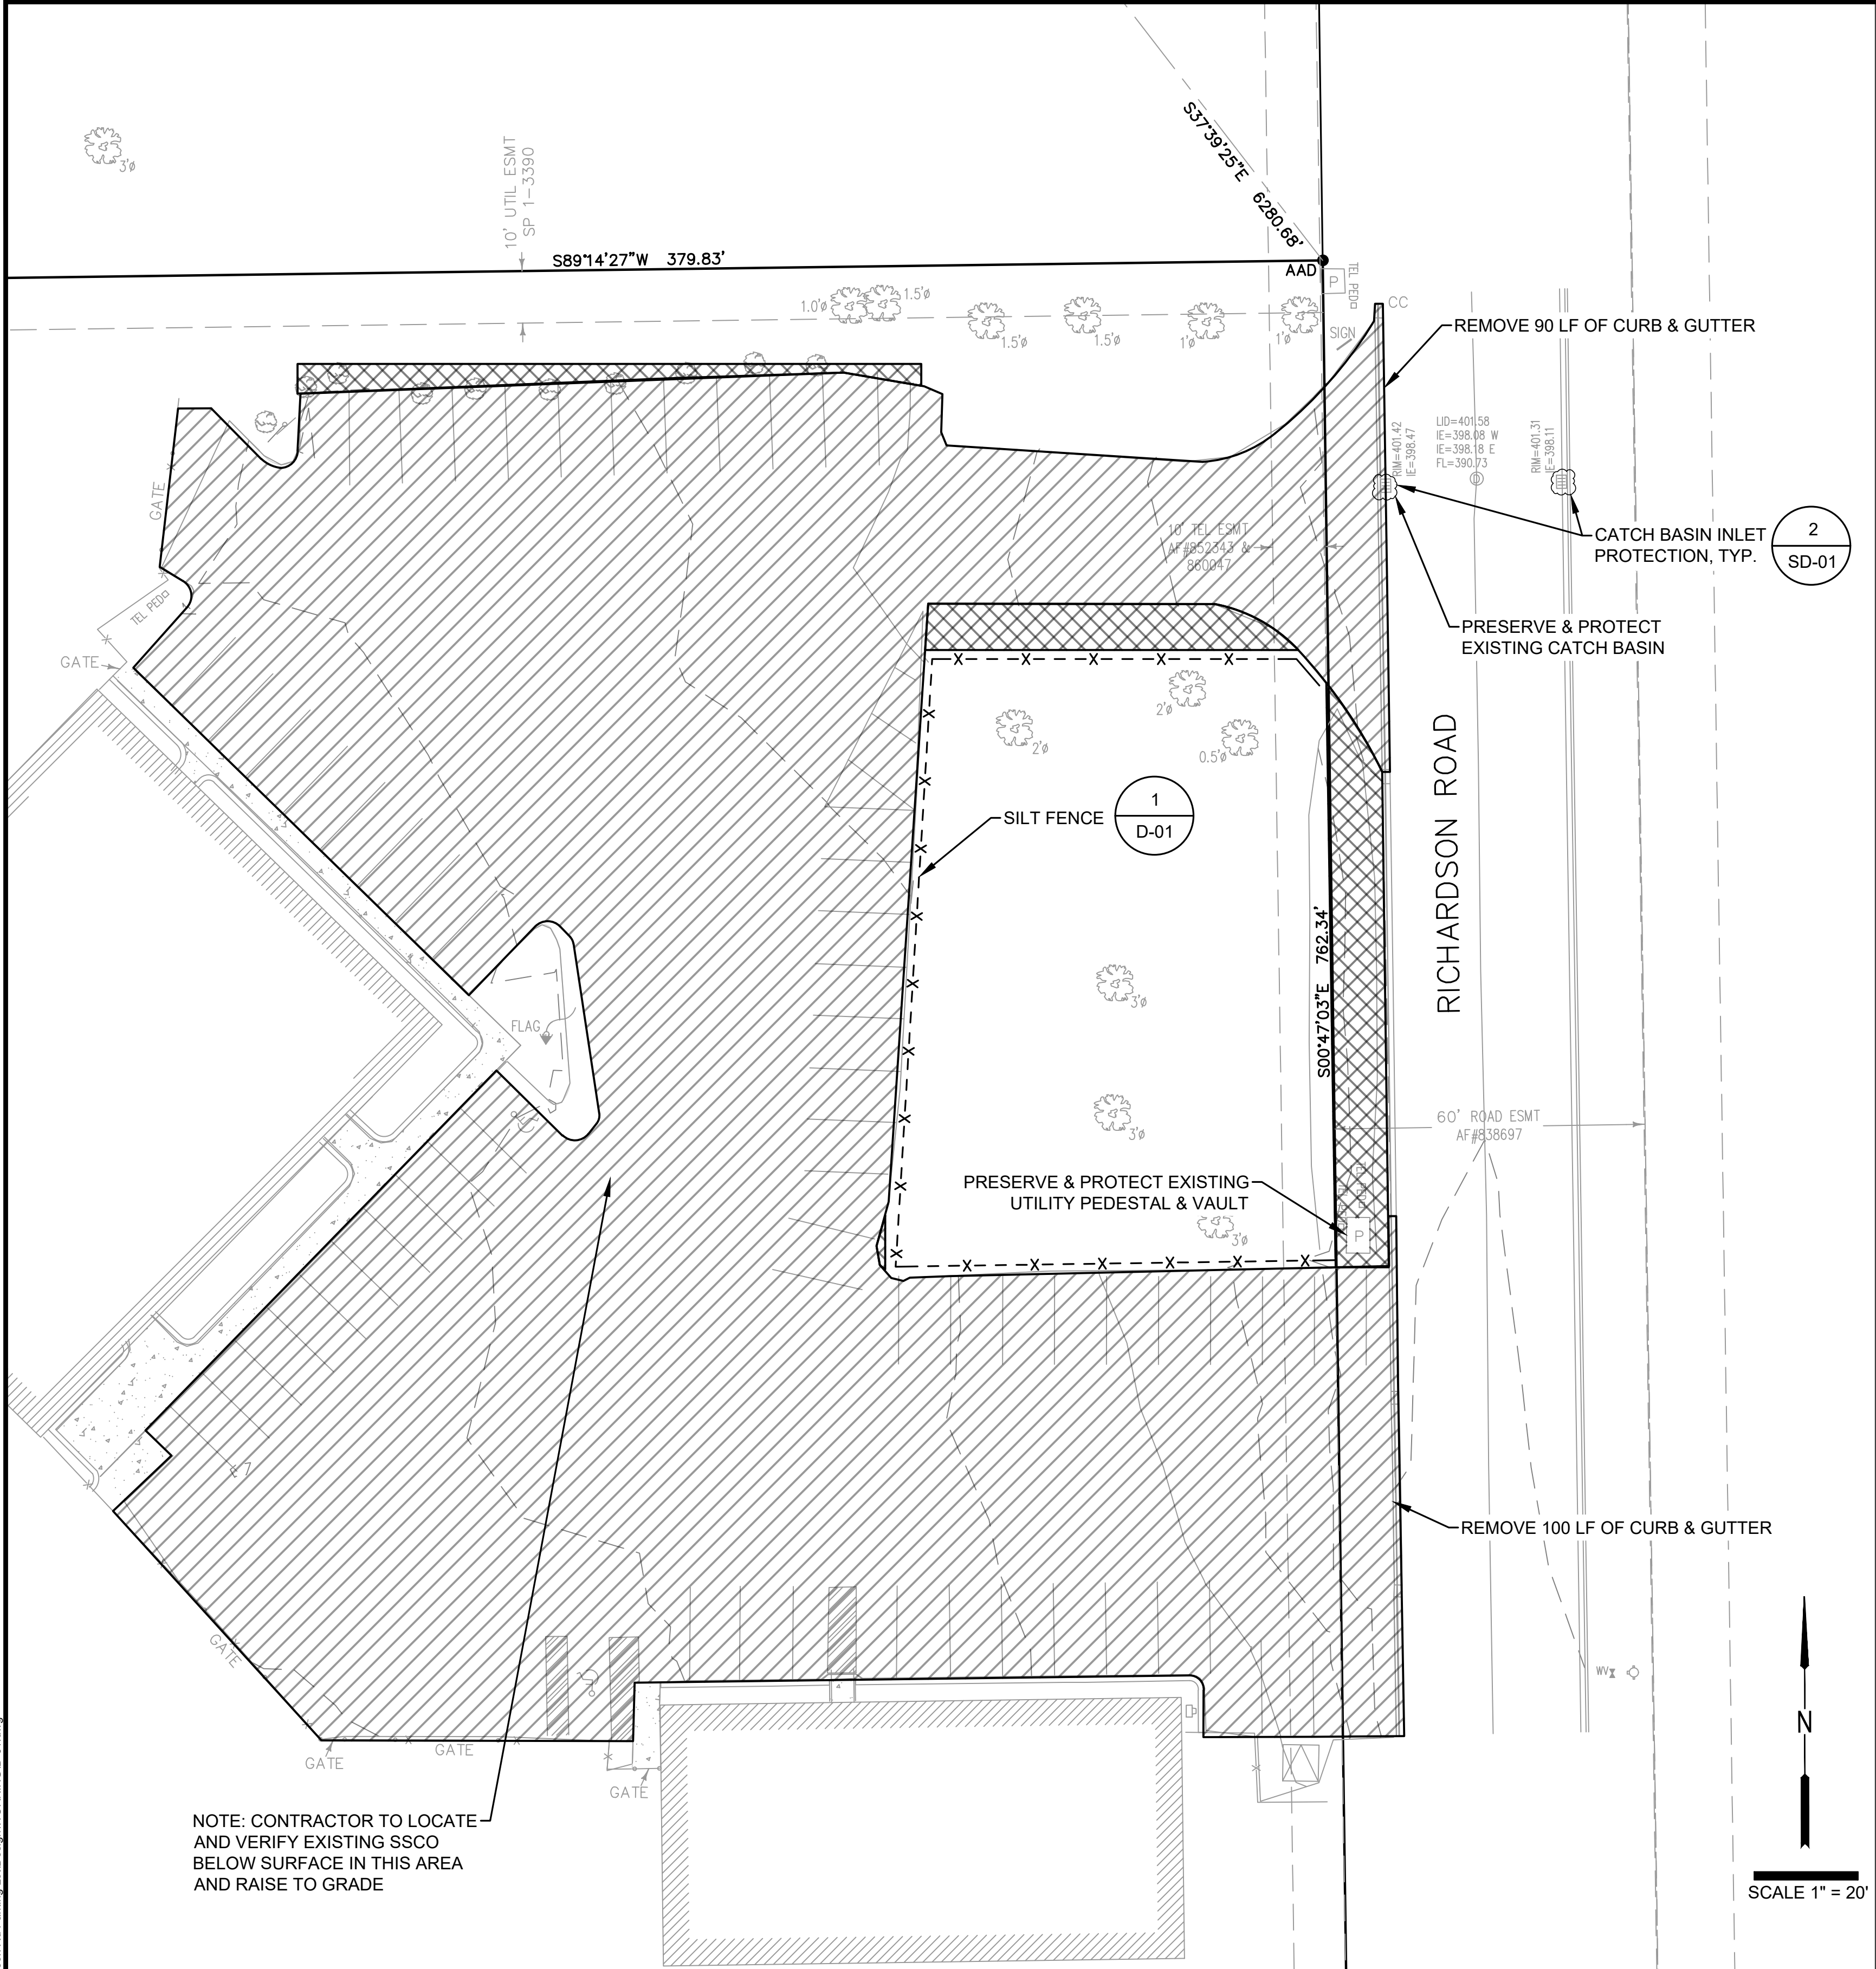 S37°39'25"E 6280.68'
3'ø
10' UTIL ESMT
SP 1-3390
S89°14'27"W 379.83'
AAD
P
TEL PED
1.0'ø
1.5'ø
1.5'ø
1.5'ø
1'ø
1'ø
SIGN
CC
REMOVE 90 LF OF CURB & GUTTER
RIM=401.42
IE=398.47
LID=401.58
IE=398.08 W
IE=398.18 E
FL=390.73
RIM=401.31
IE=398.11
D
GATE
10' TEL ESMT
AF#852343 &
860047
CATCH BASIN INLET
PROTECTION, TYP.
2
SD-01
TEL PED
PRESERVE & PROTECT
EXISTING CATCH BASIN
GATE
2'ø
2'ø
0.5'ø
RICHARDSON ROAD
SILT FENCE
1
D-01
S00°47'03"E 762.34'
3'ø
FLAG
3'ø
60' ROAD ESMT
AF#838697
PRESERVE & PROTECT EXISTING
UTILITY PEDESTAL & VAULT
3'ø
P
REMOVE 100 LF OF CURB & GUTTER
GATE
WV
N
GATE
GATE
GATE
NOTE: CONTRACTOR TO LOCATE
AND VERIFY EXISTING SSCO
BELOW SURFACE IN THIS AREA
AND RAISE TO GRADE
SCALE 1" = 20'